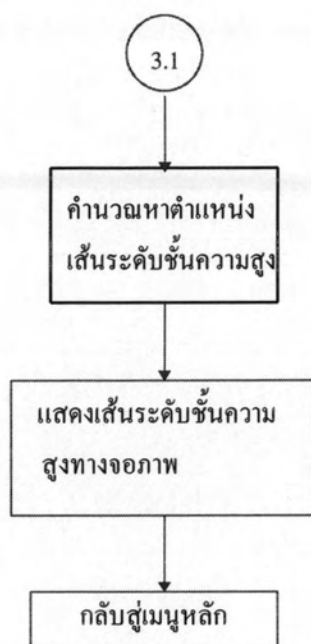 3.1
คำนวณหาตำแหน่ง
เส้นระดับชั้นความสูง
แสดงเส้นระดับชั้นความ
สูงทางจอภาพ
กลับสู่เมนูหลัก